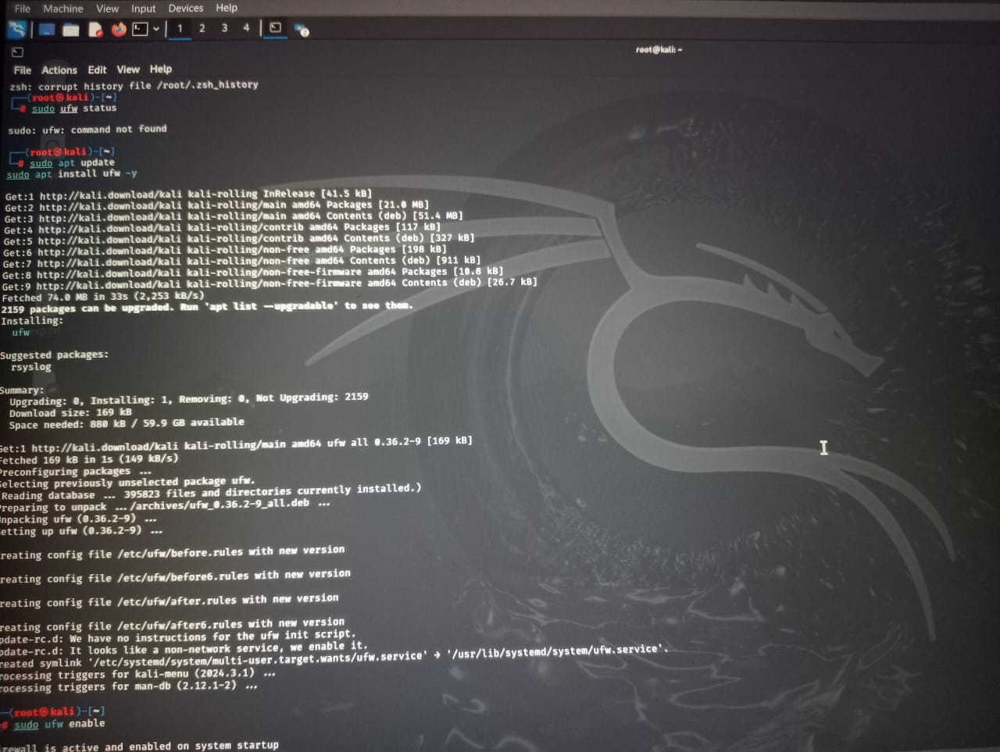 File Machine View Input Devices Help
1 2 3 4
root@kali: ~
File Actions Edit View Help
zsh: corrupt history file /root/.zsh_history
(root㉿kali)-[~]
# sudo ufw status
sudo: ufw: command not found
(root㉿kali)-[~]
# sudo apt update
sudo apt install ufw -y
Get:1 http://kali.download/kali kali-rolling InRelease [41.5 kB]
Get:2 http://kali.download/kali kali-rolling/main amd64 Packages [21.0 MB]
Get:3 http://kali.download/kali kali-rolling/main amd64 Contents (deb) [51.4 MB]
Get:4 http://kali.download/kali kali-rolling/contrib amd64 Packages [117 kB]
Get:5 http://kali.download/kali kali-rolling/contrib amd64 Contents (deb) [327 kB]
Get:6 http://kali.download/kali kali-rolling/non-free amd64 Packages [198 kB]
Get:7 http://kali.download/kali kali-rolling/non-free amd64 Contents (deb) [911 kB]
Get:8 http://kali.download/kali kali-rolling/non-free-firmware amd64 Packages [10.8 kB]
Get:9 http://kali.download/kali kali-rolling/non-free-firmware amd64 Contents (deb) [26.7 kB]
Fetched 74.0 MB in 33s (2,253 kB/s)
2159 packages can be upgraded. Run 'apt list --upgradable' to see them.
Installing:
ufw
Suggested packages:
rsyslog
Summary:
Upgrading: 0, Installing: 1, Removing: 0, Not Upgrading: 2159
Download size: 169 kB
Space needed: 880 kB / 59.9 GB available
Get:1 http://kali.download/kali kali-rolling/main amd64 ufw all 0.36.2-9 [169 kB]
Fetched 169 kB in 1s (149 kB/s)
Preconfiguring packages ...
Selecting previously unselected package ufw.
(Reading database ... 395823 files and directories currently installed.)
Preparing to unpack .../archives/ufw_0.36.2-9_all.deb ...
npacking ufw (0.36.2-9) ...
etting up ufw (0.36.2-9) ...
reating config file /etc/ufw/before.rules with new version
reating config file /etc/ufw/before6.rules with new version
reating config file /etc/ufw/after.rules with new version
reating config file /etc/ufw/after6.rules with new version
pdate-rc.d: We have no instructions for the ufw init script.
pdate-rc.d: It looks like a non-network service, we enable it.
reated symlink '/etc/systemd/system/multi-user.target.wants/ufw.service' → '/usr/lib/systemd/system/ufw.service'.
rocessing triggers for kali-menu (2024.3.1) ...
rocessing triggers for man-db (2.12.1-2) ...
(root㉿kali)-[~]
# sudo ufw enable
rewall is active and enabled on system startup